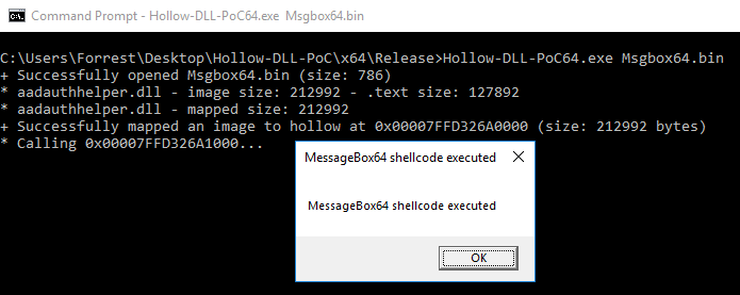 Command Prompt - Hollow-DLL-PoC64.exe Msgbox64.bin
C:\Users\Forrest\Desktop\Hollow-DLL-PoC\x64\Release>Hollow-DLL-PoC64.exe Msgbox64.bin
+ Successfully opened Msgbox64.bin (size: 786)
* aadauthhelper.dll - image size: 212992 - .text size: 127892
* aadauthhelper.dll - mapped size: 212992
+ Successfully mapped an image to hollow at 0x00007FFD326A0000 (size: 212992 bytes)
* Calling 0x00007FFD326A1000...
MessageBox64 shellcode executed
MessageBox64 shellcode executed
OK